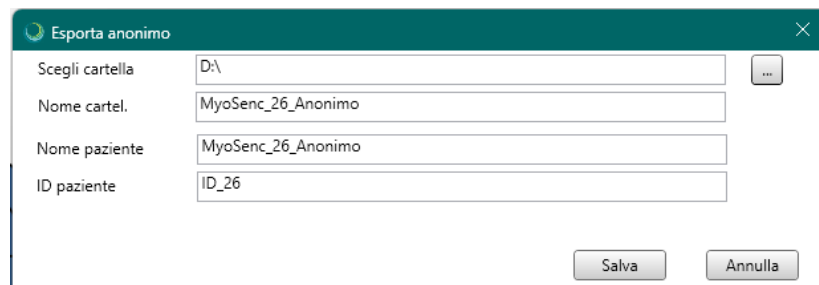 Esporta anonimo
Scegli cartella D:\ ...
Nome cartel. MyoSenc_26_Anonimo
Nome paziente MyoSenc_26_Anonimo
ID paziente ID_26
Salva Annulla